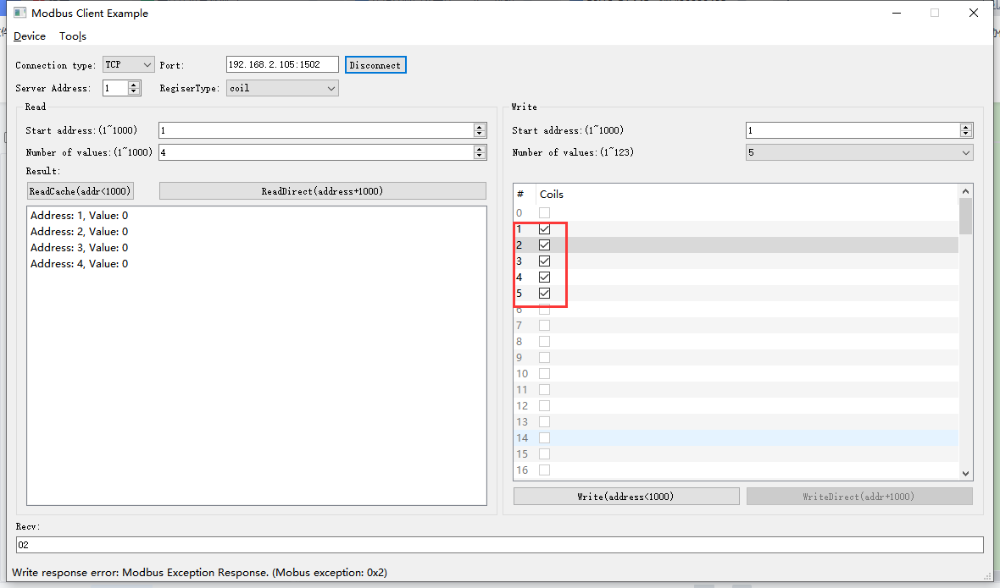 Modbus Client Example
Device Tools
Connection type: TCP Port: 192.168.2.105:1502 Disconnect
Server Address: 1 RegiserType: coil
Read
Start address:(1~1000) 1
Number of values:(1~1000) 4
Result:
ReadCache(addr<1000) ReadDirect(address+1000)
Address: 1, Value: 0
Address: 2, Value: 0
Address: 3, Value: 0
Address: 4, Value: 0
Write
Start address:(1~1000) 1
Number of values:(1~123) 5
# Coils
0
1
2
3
4
5
6
7
8
9
10
11
12
13
14
15
16
Write(address<1000) WriteDirect(addr+1000)
Recv:
02
Write response error: Modbus Exception Response. (Mobus exception: 0x2)